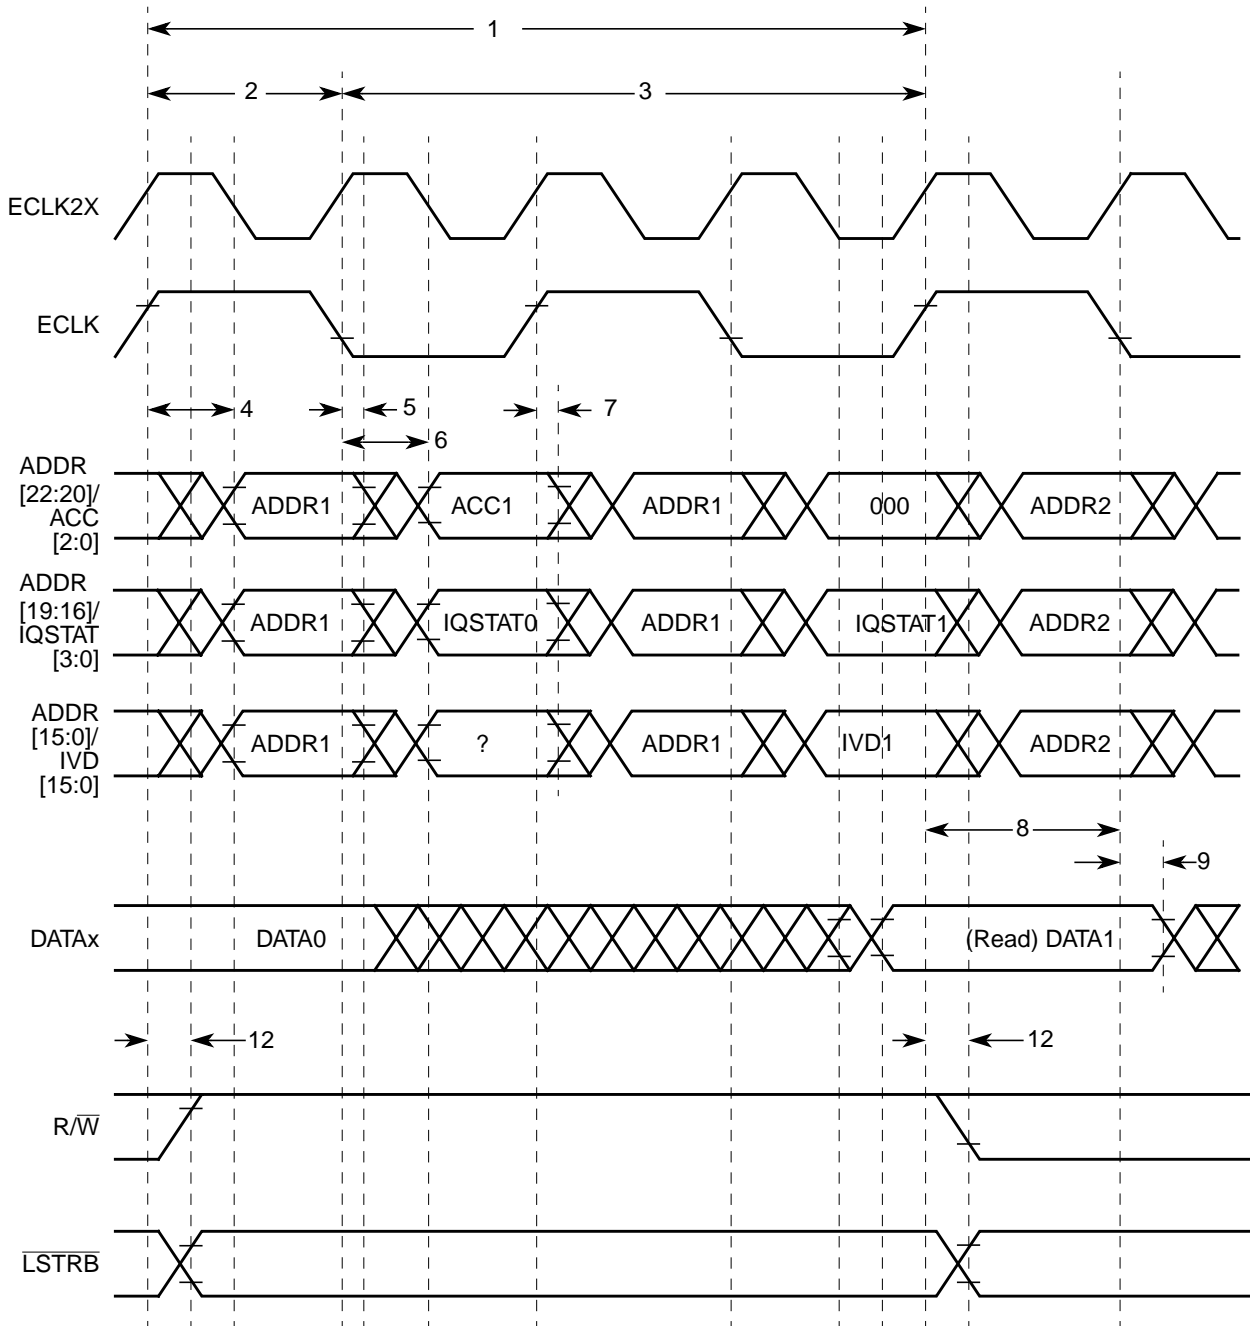 1
2 3
ECLK2X
ECLK
4 5 7
6
ADDR
[22:20]/
ACC
[2:0]
ADDR1 ACC1 ADDR1 000 ADDR2
ADDR
[19:16]/
IQSTAT
[3:0]
ADDR1 IQSTAT0 ADDR1 IQSTAT1 ADDR2
ADDR
[15:0]/
IVD
[15:0]
ADDR1 ? ADDR1 IVD1 ADDR2
8
9
DATAx DATA0 (Read) DATA1
12 12
R/W̅
L̅S̅T̅R̅B̅